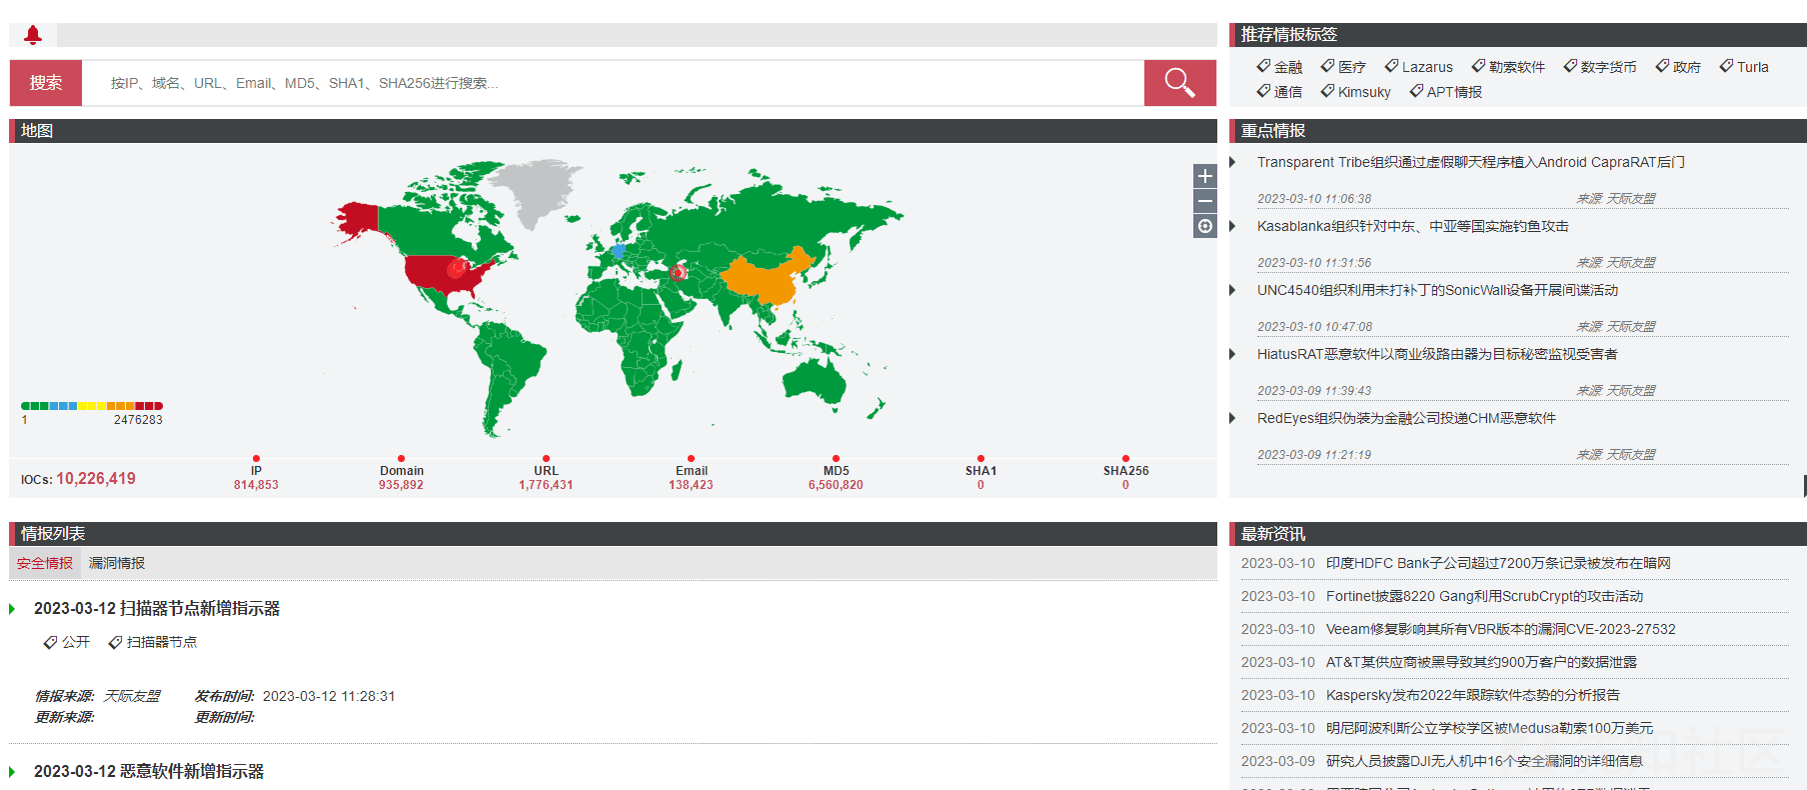 搜索
按IP、域名、URL、Email、MD5、SHA1、SHA256进行搜索...
地图
1
2476283
IOCs: 10,226,419
IP
814,853
Domain
935,892
URL
1,776,431
Email
138,423
MD5
6,560,820
SHA1
0
SHA256
0
情报列表
安全情报 漏洞情报
2023-03-12 扫描器节点新增指示器
公开 扫描器节点
情报来源: 天际友盟 发布时间: 2023-03-12 11:28:31
更新来源: 更新时间:
2023-03-12 恶意软件新增指示器
推荐情报标签
金融 医疗 Lazarus 勒索软件 数字货币 政府 Turla
通信 Kimsuky APT情报
重点情报
Transparent Tribe组织通过虚假聊天程序植入Android CapraRAT后门
2023-03-10 11:06:38 来源: 天际友盟
Kasablanka组织针对中东、中亚等国实施钓鱼攻击
2023-03-10 11:31:56 来源: 天际友盟
UNC4540组织利用未打补丁的SonicWall设备开展间谍活动
2023-03-10 10:47:08 来源: 天际友盟
HiatusRAT恶意软件以商业级路由器为目标秘密监视受害者
2023-03-09 11:39:43 来源: 天际友盟
RedEyes组织伪装为金融公司投递CHM恶意软件
2023-03-09 11:21:19 来源: 天际友盟
最新资讯
2023-03-10 印度HDFC Bank子公司超过7200万条记录被发布在暗网
2023-03-10 Fortinet披露8220 Gang利用ScrubCrypt的攻击活动
2023-03-10 Veeam修复影响其所有VBR版本的漏洞CVE-2023-27532
2023-03-10 AT&T某供应商被黑导致其约900万客户的数据泄露
2023-03-10 Kaspersky发布2022年跟踪软件态势的分析报告
2023-03-10 明尼阿波利斯公立学校学区被Medusa勒索100万美元
2023-03-09 研究人员披露DJI无人机中16个安全漏洞的详细信息